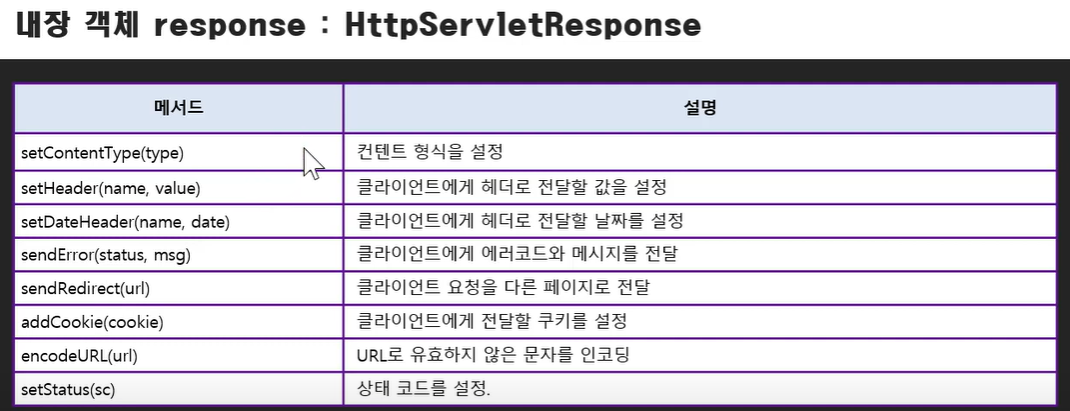 내장 객체 response : HttpServletResponse
메서드 설명
setContentType(type) 컨텐트 형식을 설정
setHeader(name, value) 클라이언트에게 헤더로 전달할 값을 설정
setDateHeader(name, date) 클라이언트에게 헤더로 전달할 날짜를 설정
sendError(status, msg) 클라이언트에게 에러코드와 메시지를 전달
sendRedirect(url) 클라이언트 요청을 다른 페이지로 전달
addCookie(cookie) 클라이언트에게 전달할 쿠키를 설정
encodeURL(url) URL로 유효하지 않은 문자를 인코딩
setStatus(sc) 상태 코드를 설정.